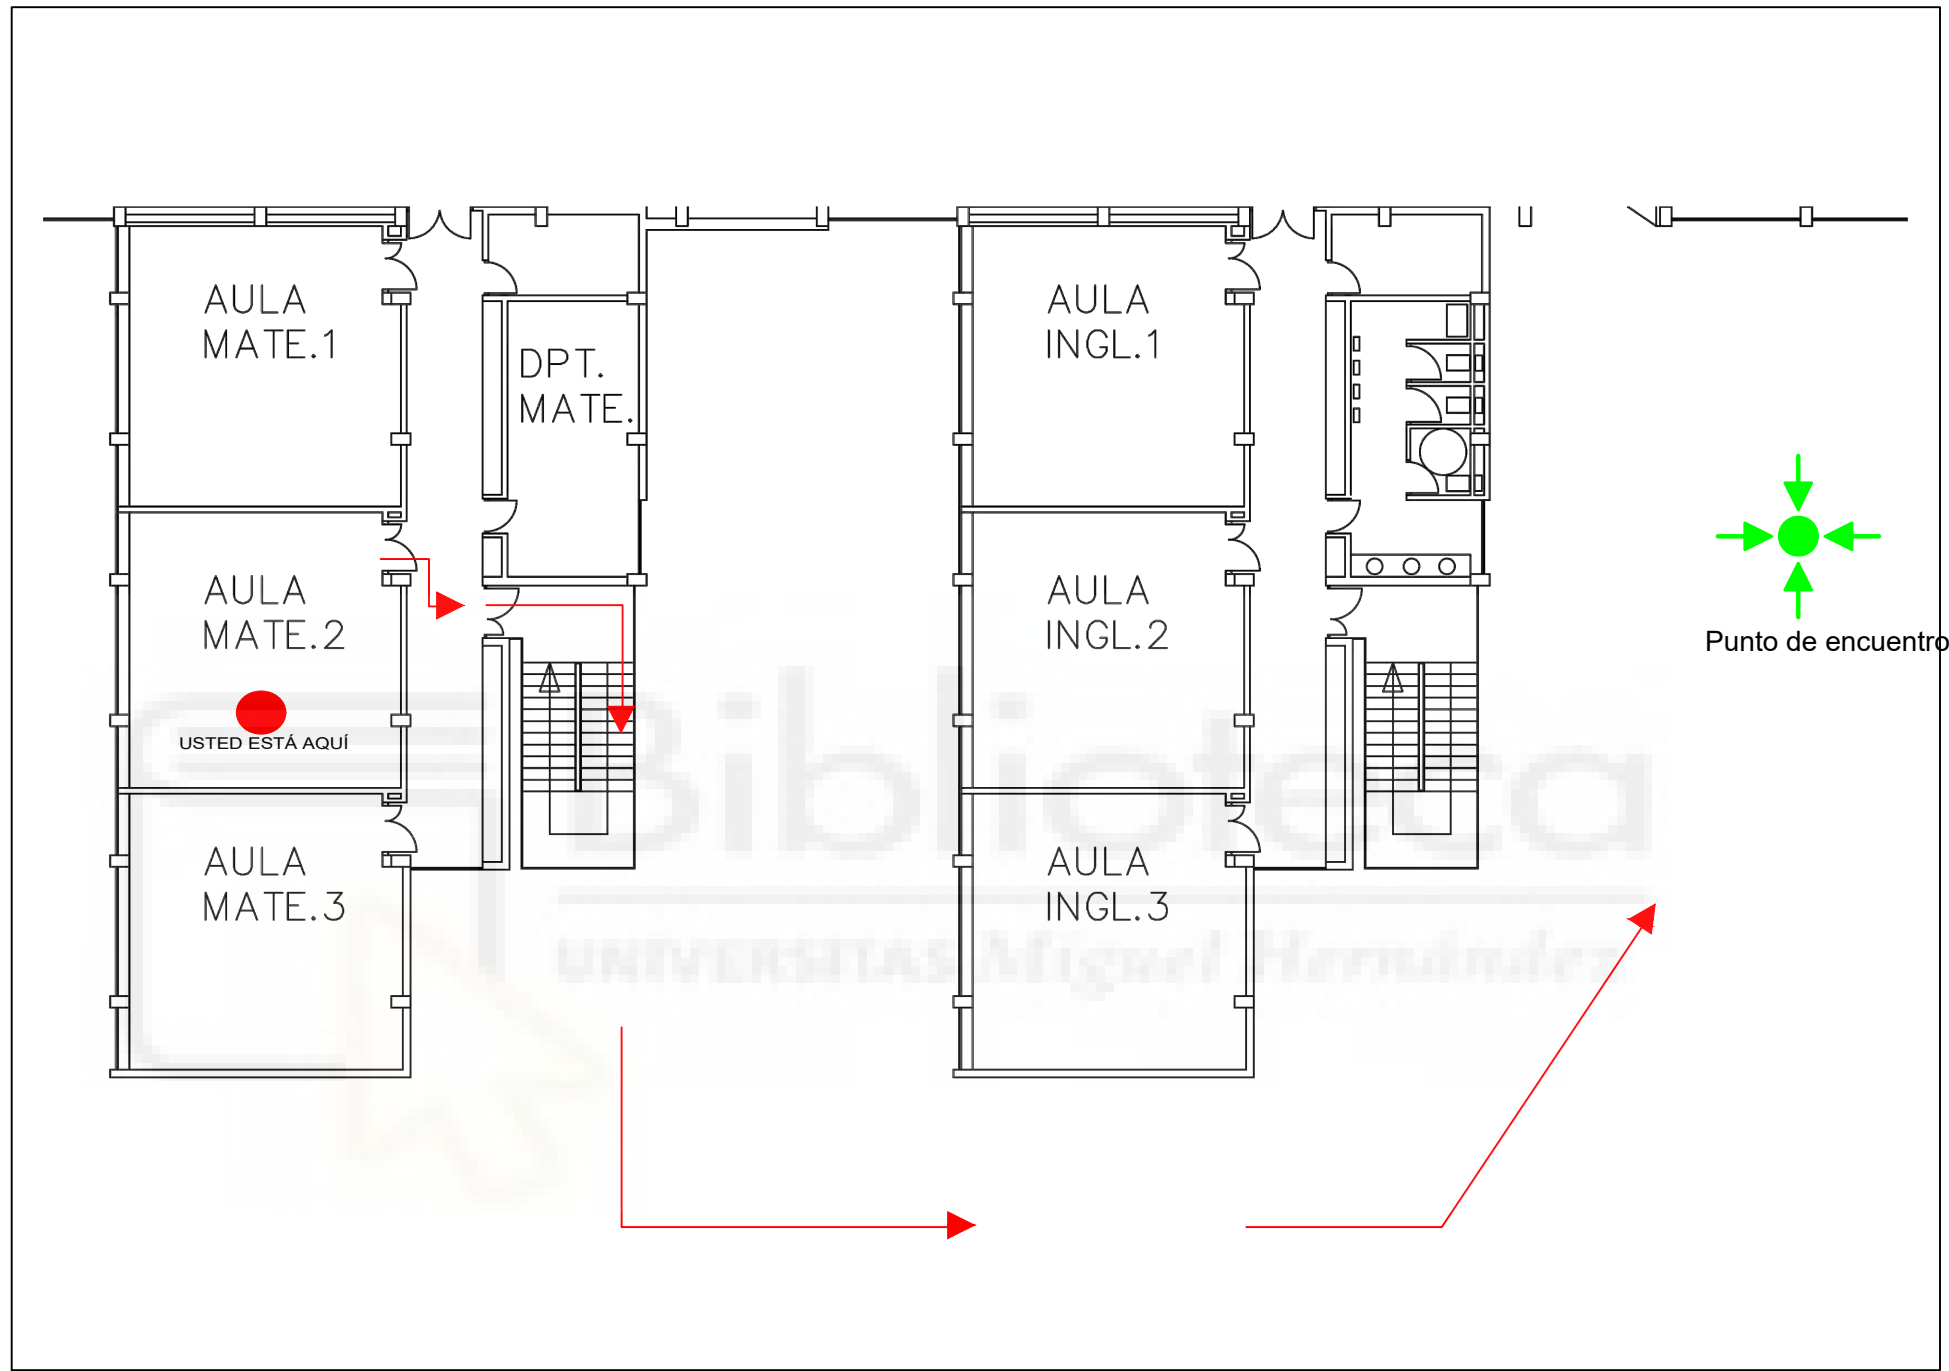 AULA
MATE.1
DPT.
MATE.
AULA
INGL.1
AULA
MATE.2
USTED ESTÁ AQUÍ
AULA
INGL.2
Punto de encuentro
AULA
MATE.3
AULA
INGL.3
Biblioteca
UNIVERSITAS Miguel Hernández